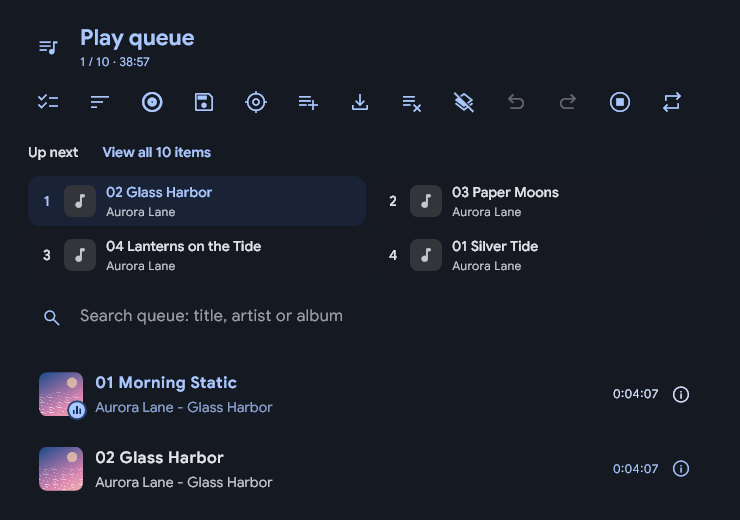 Play queue
1 / 10 · 38:57
Up next View all 10 items
1 02 Glass Harbor
Aurora Lane
2 03 Paper Moons
Aurora Lane
3 04 Lanterns on the Tide
Aurora Lane
4 01 Silver Tide
Aurora Lane
Search queue: title, artist or album
01 Morning Static
Aurora Lane - Glass Harbor
0:04:07
02 Glass Harbor
Aurora Lane - Glass Harbor
0:04:07